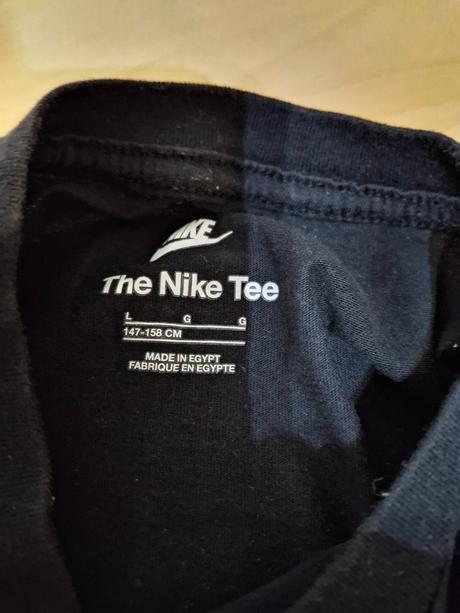 NIKE
The Nike Tee
L G G
147-158 CM
MADE IN EGYPT
FABRIQUE EN EGYPTE